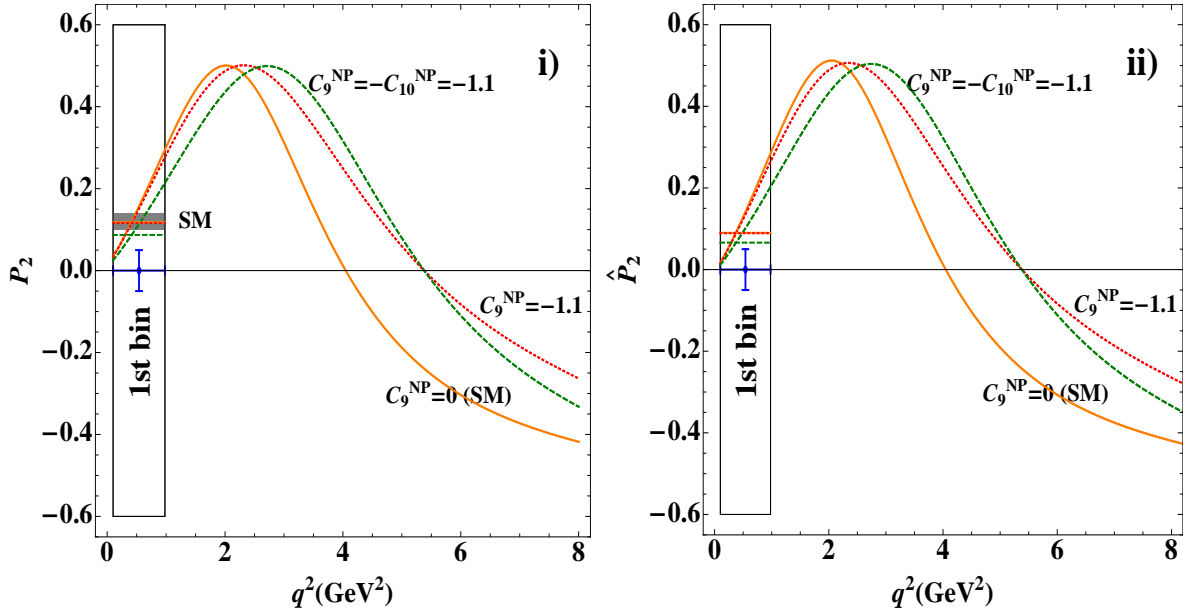 i)
C₉ᴺᴾ=−C₁₀ᴺᴾ=−1.1
SM
C₉ᴺᴾ=−1.1
C₉ᴺᴾ=0 (SM)
1st bin
P₂
0.6
0.4
0.2
0.0
−0.2
−0.4
−0.6
0
2
4
6
8
q²(GeV²)
ii)
C₉ᴺᴾ=−C₁₀ᴺᴾ=−1.1
C₉ᴺᴾ=−1.1
C₉ᴺᴾ=0 (SM)
1st bin
P̂₂
0.6
0.4
0.2
0.0
−0.2
−0.4
−0.6
0
2
4
6
8
q²(GeV²)